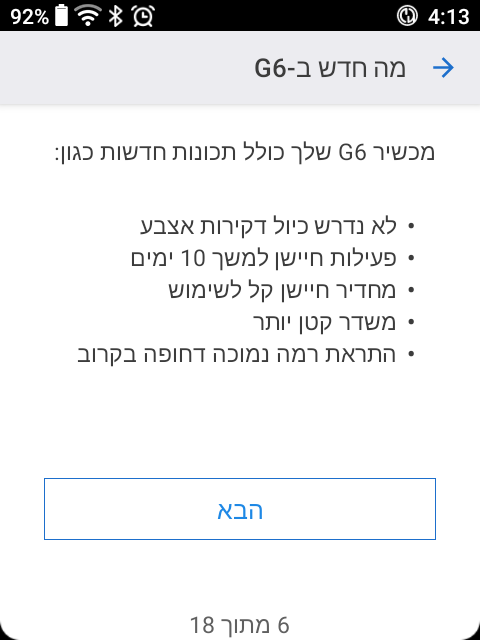 92% 4:13
מה חדש ב-G6
מכשיר G6 שלך כולל תכונות חדשות כגון:
• לא נדרש כיול דקירות אצבע
• פעילות חיישן למשך 10 ימים
• מחדיר חיישן קל לשימוש
• משדר קטן יותר
• התראת רמה נמוכה דחופה בקרוב
הבא
6 מתוך 18